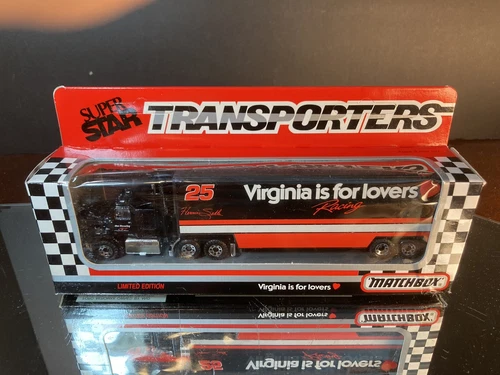 SUPER
STAR
TRANSPORTERS
25
Virginia is for lovers
Racing
LIMITED EDITION
Virginia is for lovers
MATCHBOX